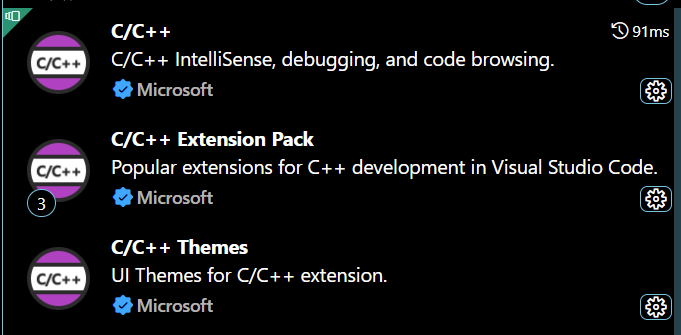 C/C++
91ms
C/C++ IntelliSense, debugging, and code browsing.
C/C++
Microsoft
C/C++ Extension Pack
Popular extensions for C++ development in Visual Studio Code.
C/C++
3
Microsoft
C/C++ Themes
UI Themes for C/C++ extension.
C/C++
Microsoft